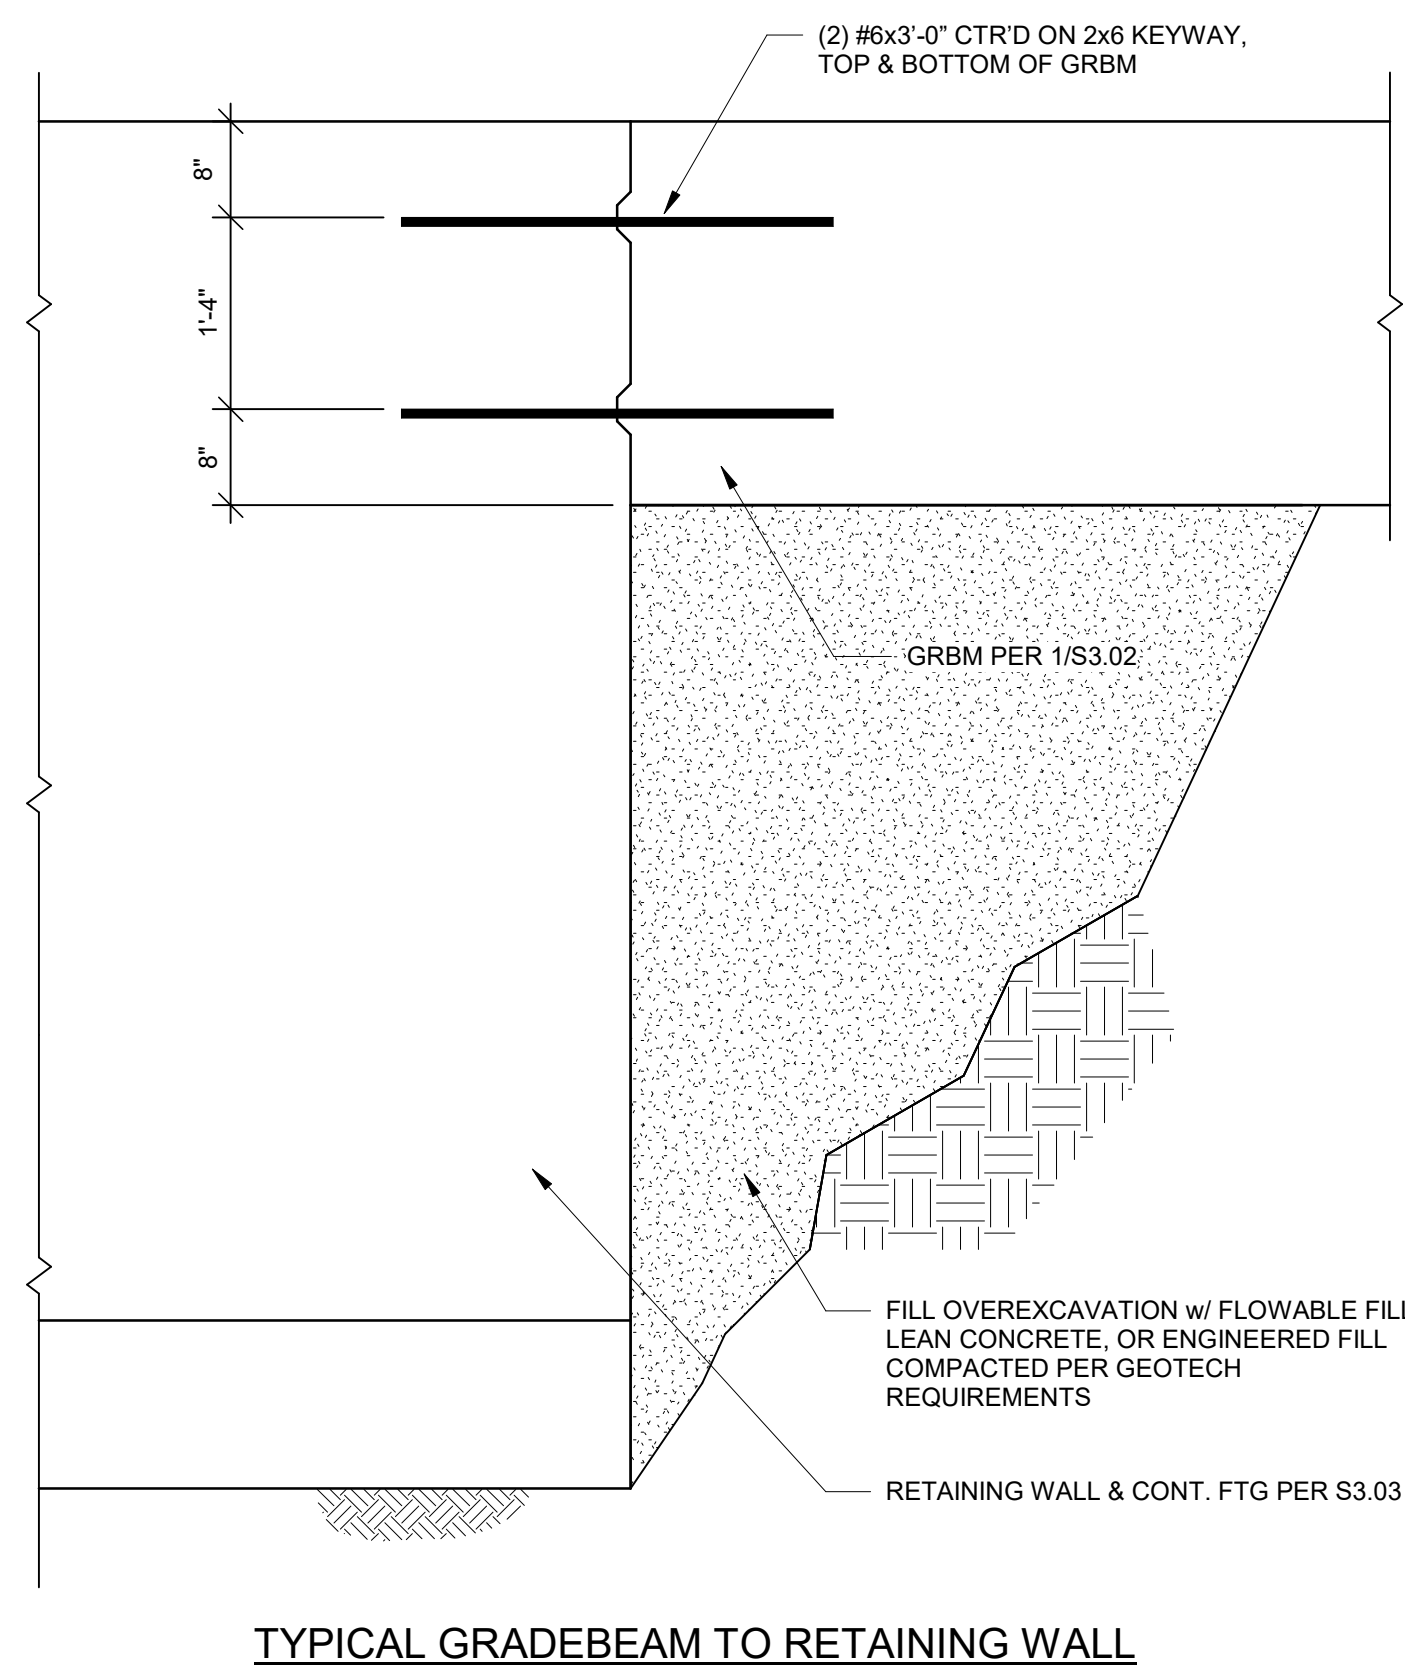 (2) #6x3'-0” CTR'D ON 2x6 KEYWAY,
TOP & BOTTOM OF GRBM
8"
1'-4"
8"
GRBM PER 1/S3.02
FILL OVEREXCAVATION w/ FLOWABLE FILL
LEAN CONCRETE, OR ENGINEERED FILL
COMPACTED PER GEOTECH
REQUIREMENTS
RETAINING WALL & CONT. FTG PER S3.03
TYPICAL GRADEBEAM TO RETAINING WALL